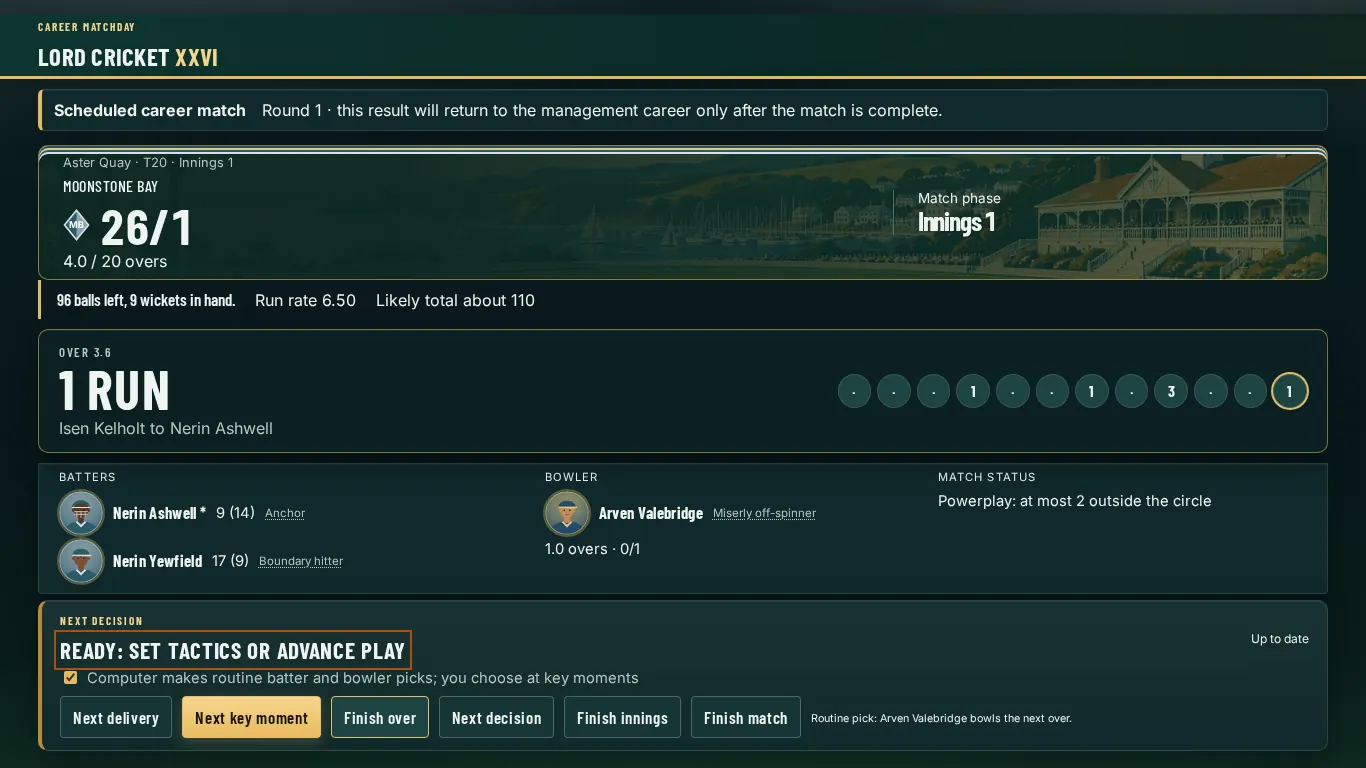 CAREER MATCHDAY
LORD CRICKET XXVI
Scheduled career match Round 1 · this result will return to the management career only after the match is complete.
Aster Quay · T20 · Innings 1
MOONSTONE BAY
MB 26/1
4.0 / 20 overs
Match phase
Innings 1
96 balls left, 9 wickets in hand. Run rate 6.50 Likely total about 110
OVER 3.6
1 RUN
Isen Kelholt to Nerin Ashwell
· · · 1 · · 1 · 3 · · 1
BATTERS
Nerin Ashwell * 9 (14) Anchor
Nerin Yewfield 17 (9) Boundary hitter
BOWLER
Arven Valebridge Miserly off-spinner
1.0 overs · 0/1
MATCH STATUS
Powerplay: at most 2 outside the circle
NEXT DECISION
READY: SET TACTICS OR ADVANCE PLAY
Up to date
Computer makes routine batter and bowler picks; you choose at key moments
Next delivery Next key moment Finish over Next decision Finish innings Finish match Routine pick: Arven Valebridge bowls the next over.